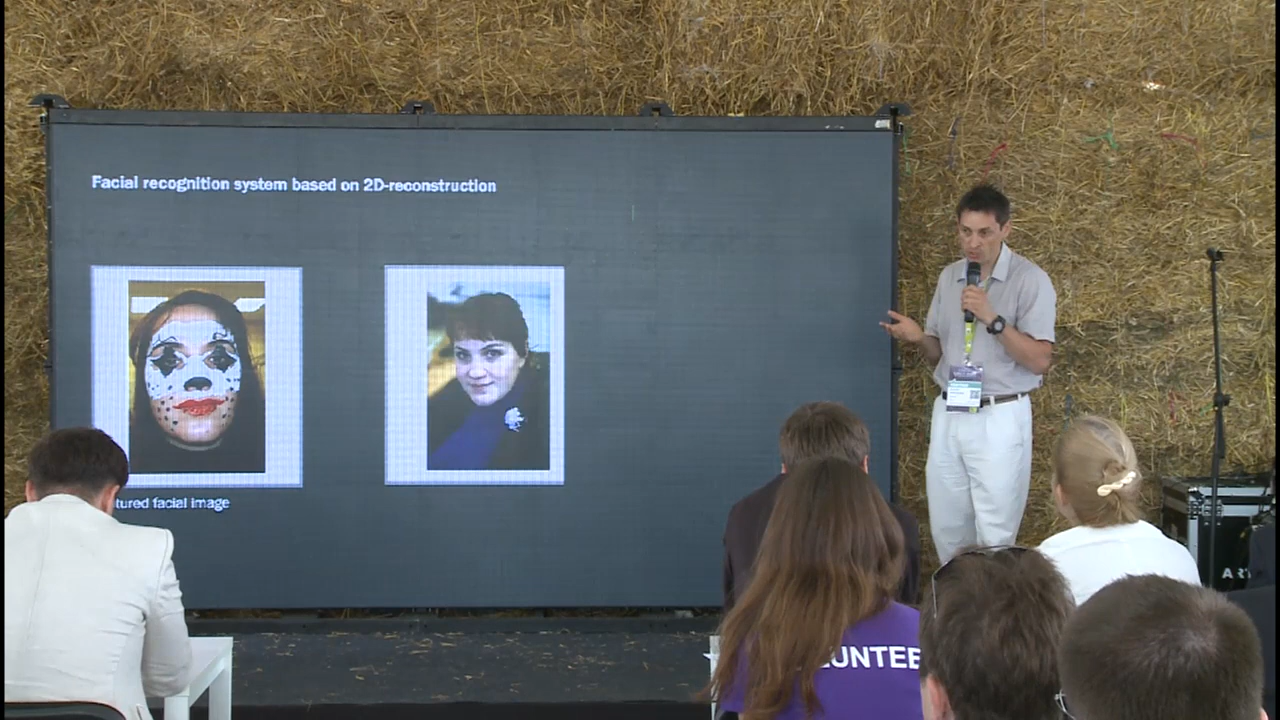 Facial recognition system based on 2D-reconstruction
tured facial image
UNTEE